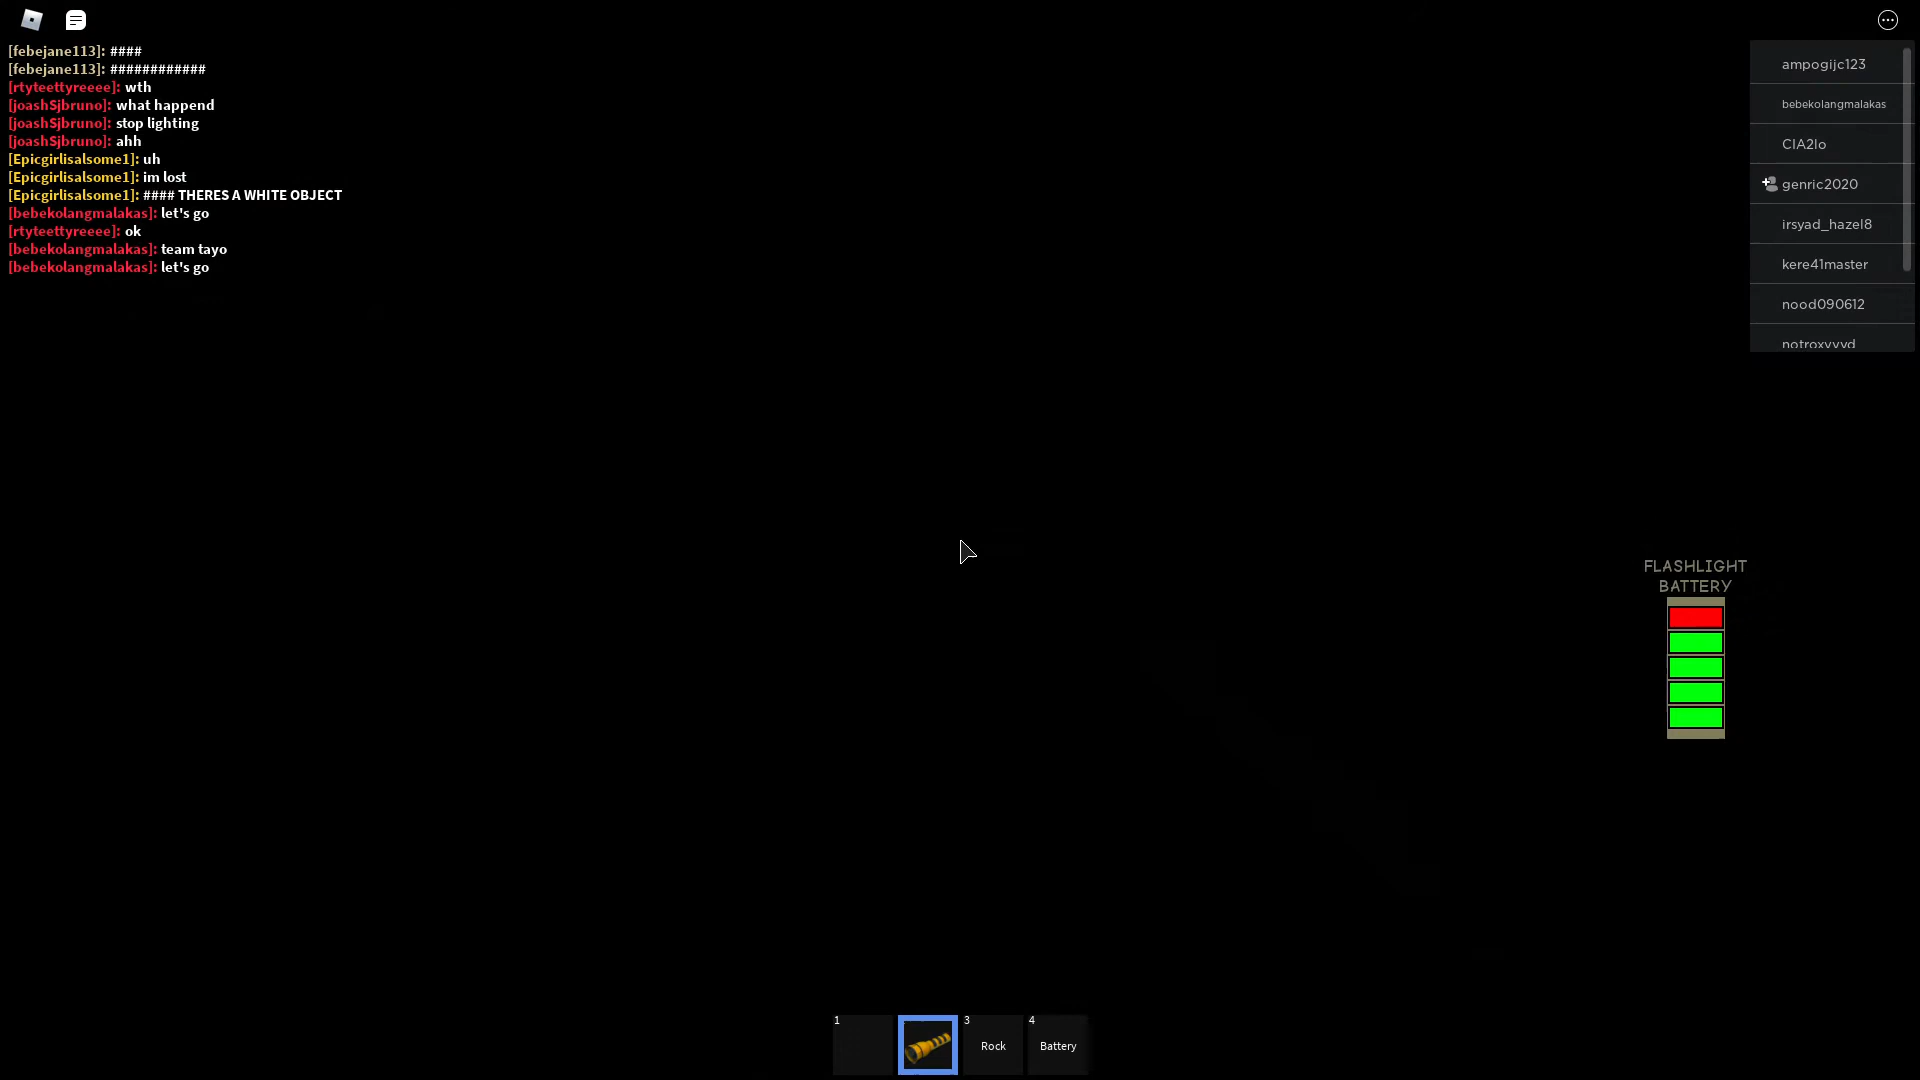 [febejane113]: ####
[febejane113]: ############
[rtyteettyreeee]: wth
[joashSjbruno]: what happend
[joashSjbruno]: stop lighting
[joashSjbruno]: ahh
[Epicgirlisalsome1]: uh
[Epicgirlisalsome1]: im lost
[Epicgirlisalsome1]: #### THERES A WHITE OBJECT
[bebekolangmalakas]: let's go
[rtyteettyreeee]: ok
[bebekolangmalakas]: team tayo
[bebekolangmalakas]: let's go
ampogijc123
bebekolangmalakas
CIA2lo
genric2020
irsyad_hazel8
kere41master
nood090612
notroxyvyd
FLASHLIGHT
BATTERY
1
3
Rock
4
Battery